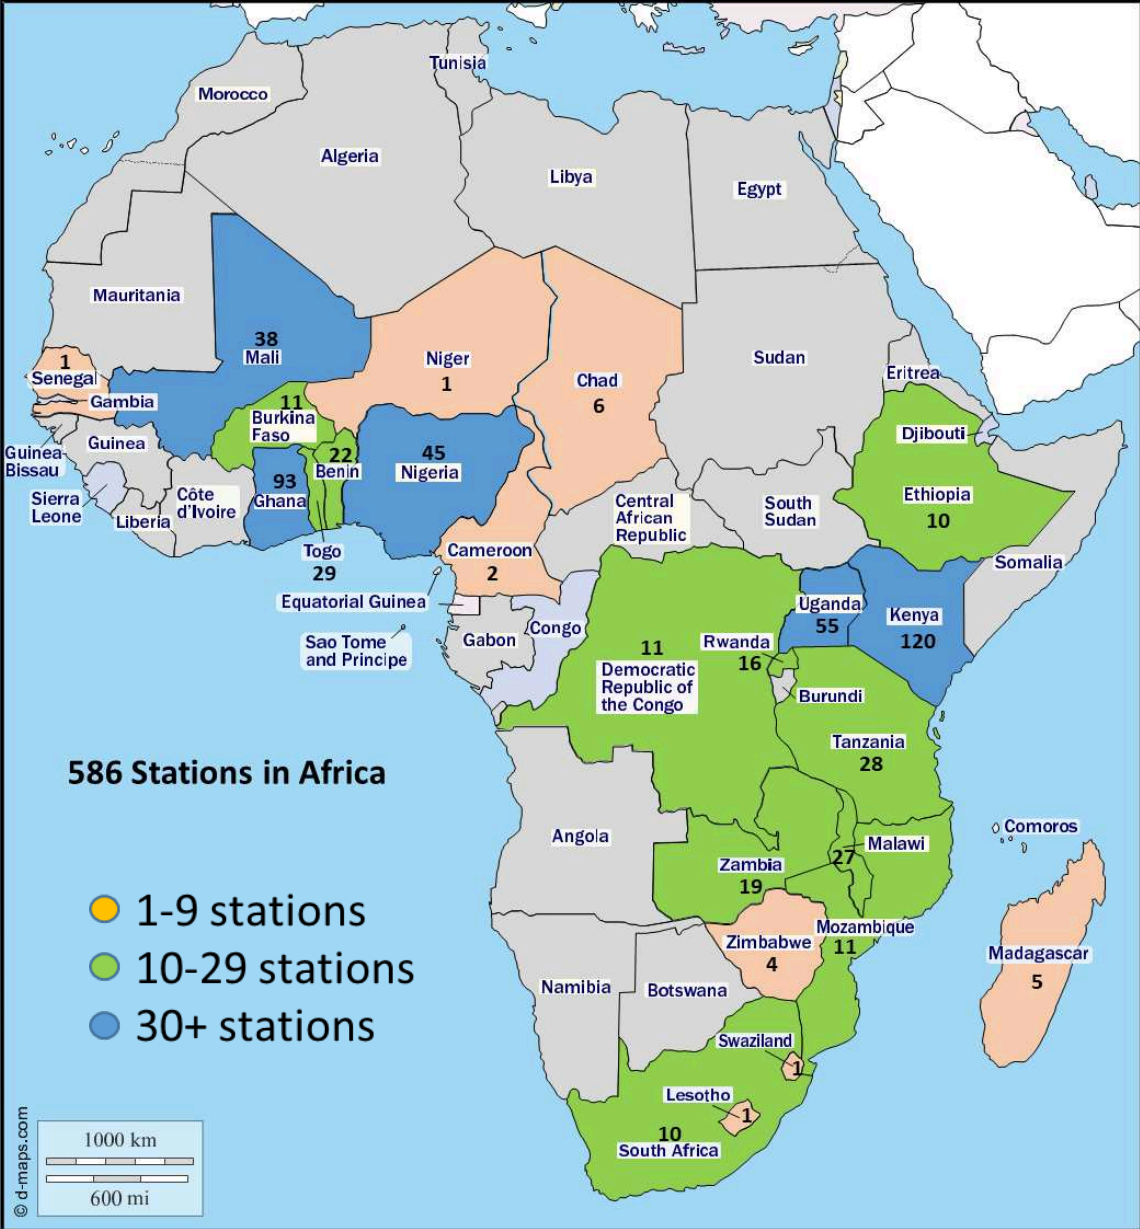 Tunisia
Morocco
Algeria
Libya
Egypt
Mauritania
38
Mali
1
Senegal
Gambia
Niger
1
Chad
6
Sudan
Eritrea
Djibouti
11
Burkina
Faso
Guinea
Guinea
Bissau
Sierra
Leone
Liberia
Côte
d'Ivoire
93
Ghana
22
Benin
45
Nigeria
Togo
29
Central
African
Republic
South
Sudan
Ethiopia
10
Somalia
Cameroon
2
Equatorial Guinea
Sao Tome
and Principe
Gabon
Congo
11
Democratic
Republic of
the Congo
Uganda
55
Kenya
120
Rwanda
16
Burundi
Tanzania
28
586 Stations in Africa
Angola
Zambia
19
27
Malawi
Comoros
Mozambique
11
Zimbabwe
4
Madagascar
5
Namibia
Botswana
Swaziland
1
Lesotho
1
10
South Africa
1-9 stations
10-29 stations
30+ stations
1000 km
600 mi
© d-maps.com